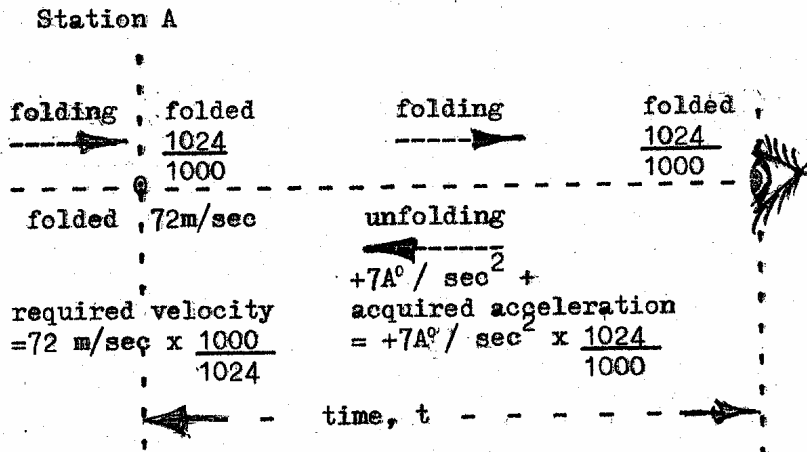 Station A
folding folded folding folded
1024 1024
1000 1000
folded 72m/sec unfolding
+7A° / sec² +
required velocity acquired acceleration
=72 m/sec x 1000 = +7A° / sec² x 1024
1024 1000
time, t